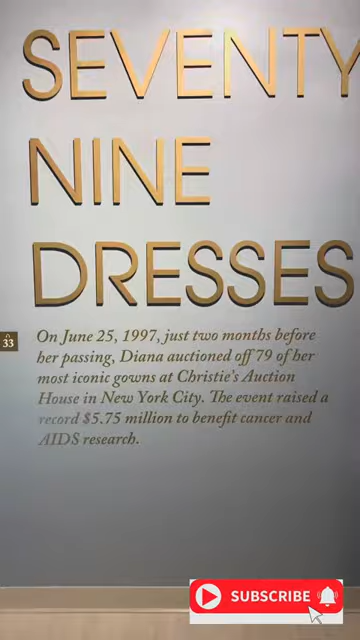 SEVENTY
NINE
DRESSES
33
On June 25, 1997, just two months before
her passing, Diana auctioned off 79 of her
most iconic gowns at Christie's Auction
House in New York City. The event raised a
record $5.75 million to benefit cancer and
AIDS research.
SUBSCRIBE